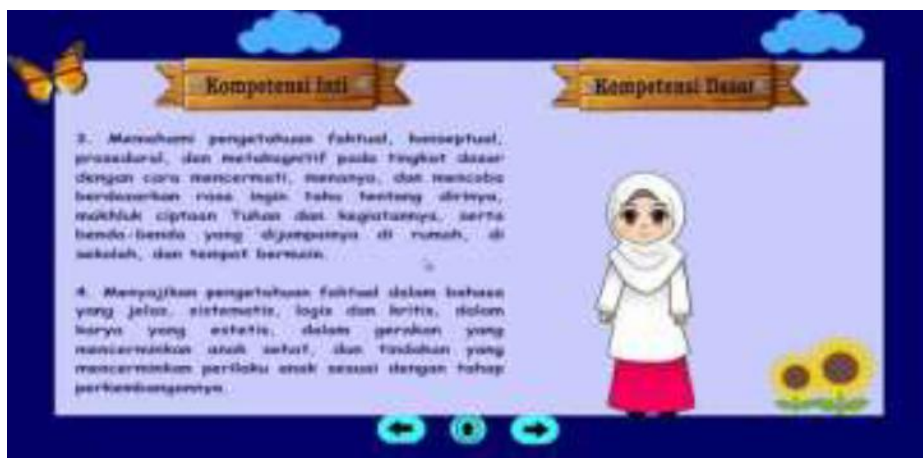 Kompetensi Inti
Kompetensi Dasar
3. Memahami pengetahuan faktual, konseptual,
prosedural, dan metakognitif pada tingkat dasar
dengan cara mencermati, menanya, dan mencoba
berdasarkan rasa ingin tahu tentang dirinya,
makhluk ciptaan Tuhan dan kegiatannya, serta
benda-benda yang dijumpainya di rumah, di
sekolah, dan tempat bermain.
4. Menyajikan pengetahuan faktual dalam bahasa
yang jelas, sistematis, logis dan kritis, dalam
karya yang estetis, dalam gerakan yang
mencerminkan anak sehat, dan tindakan yang
mencerminkan perilaku anak sesuai dengan tahap
perkembangannya.